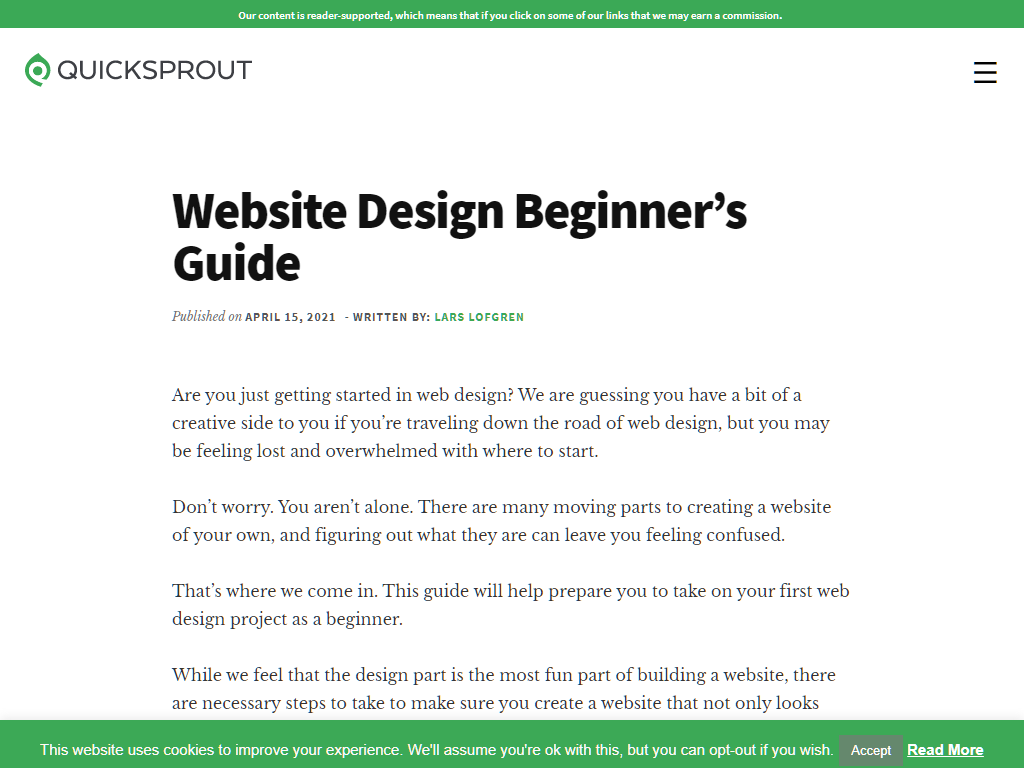 Our content is reader-supported, which means that if you click on some of our links that we may earn a commission.
QUICKSPROUT
Website Design Beginner’s
Guide
Published on APRIL 15, 2021 - WRITTEN BY: LARS LOFGREN
Are you just getting started in web design? We are guessing you have a bit of a
creative side to you if you’re traveling down the road of web design, but you may
be feeling lost and overwhelmed with where to start.
Don’t worry. You aren’t alone. There are many moving parts to creating a website
of your own, and figuring out what they are can leave you feeling confused.
That’s where we come in. This guide will help prepare you to take on your first web
design project as a beginner.
While we feel that the design part is the most fun part of building a website, there
are necessary steps to take to make sure you create a website that not only looks
This website uses cookies to improve your experience. We'll assume you're ok with this, but you can opt-out if you wish. Accept Read More